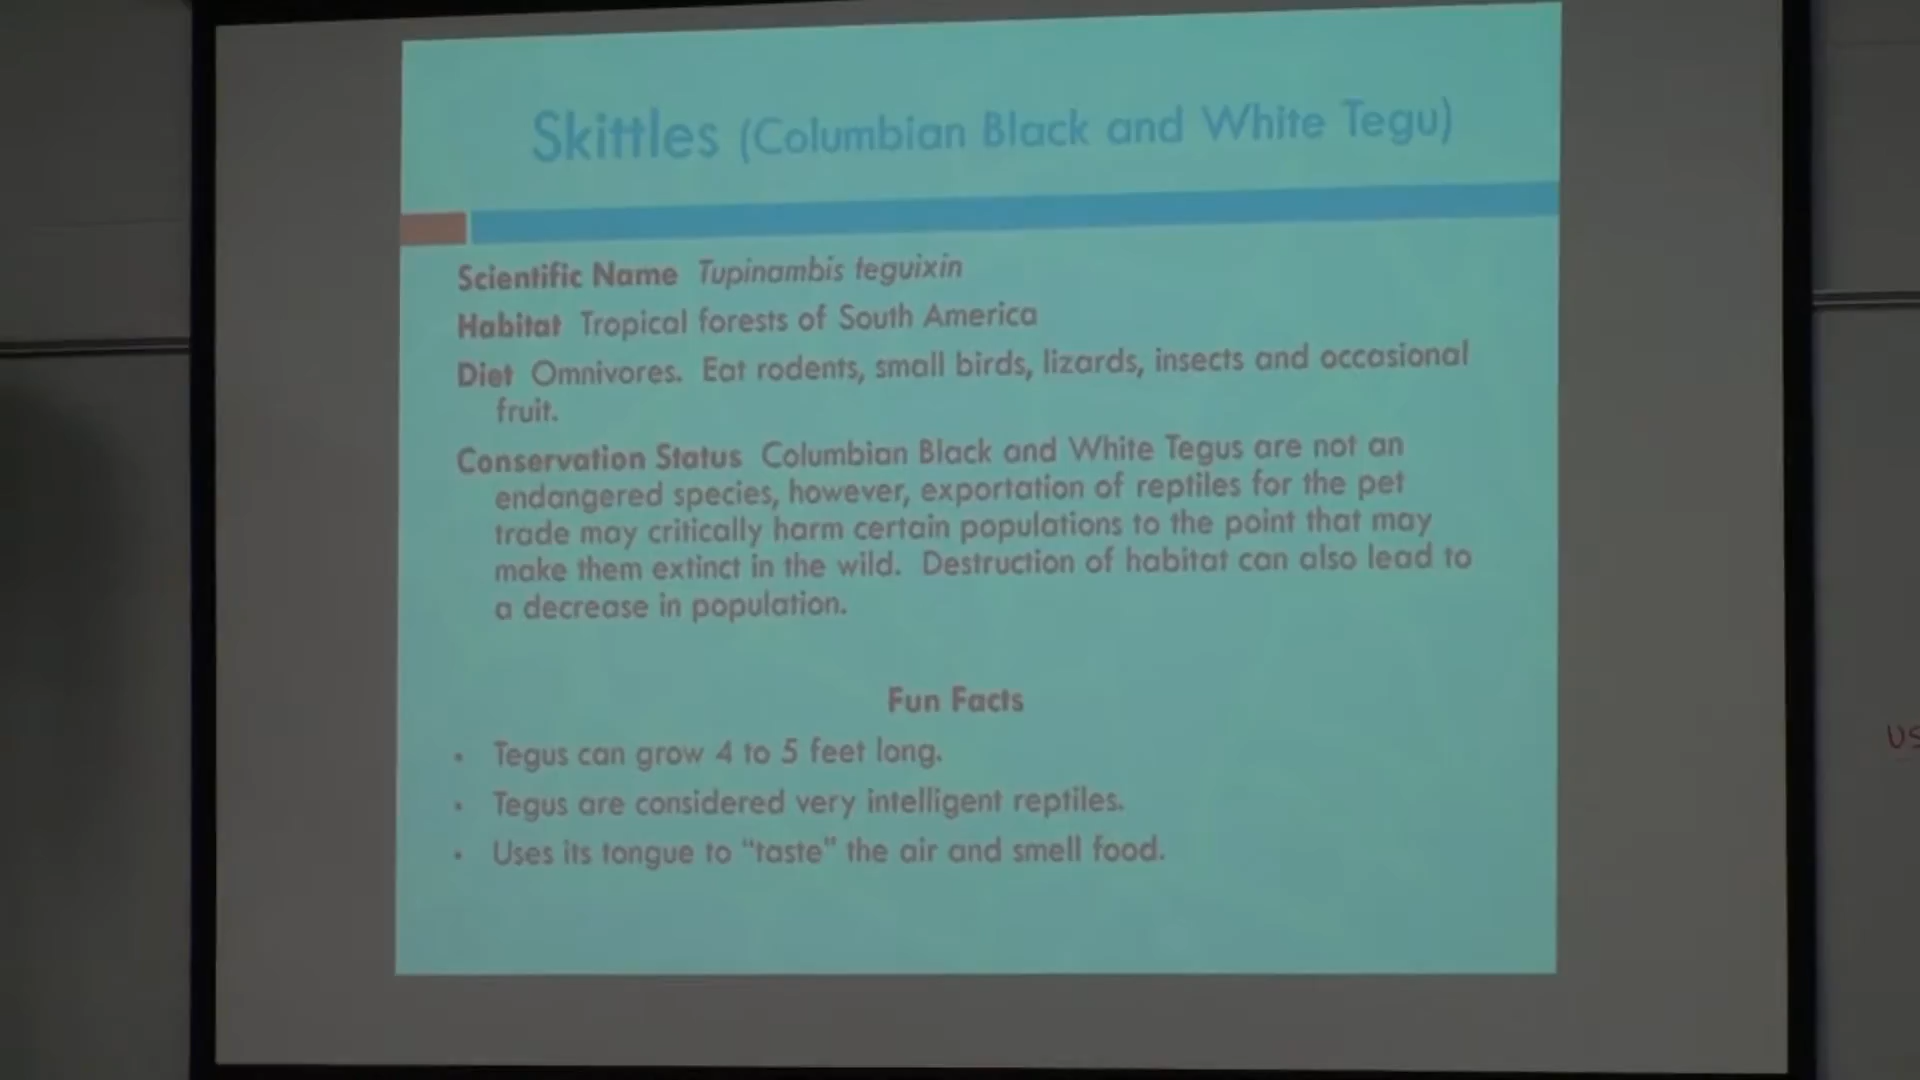 Skittles (Columbian Black and White Tegu)
Scientific Name Tupinambis teguixin
Habitat Tropical forests of South America
Diet Omnivores. Eat rodents, small birds, lizards, insects and occasional
fruit.
Conservation Status Columbian Black and White Tegus are not an
endangered species, however, exportation of reptiles for the pet
trade may critically harm certain populations to the point that may
make them extinct in the wild. Destruction of habitat can also lead to
a decrease in population.
Fun Facts
• Tegus can grow 4 to 5 feet long.
• Tegus are considered very intelligent reptiles.
• Uses its tongue to "taste" the air and smell food.